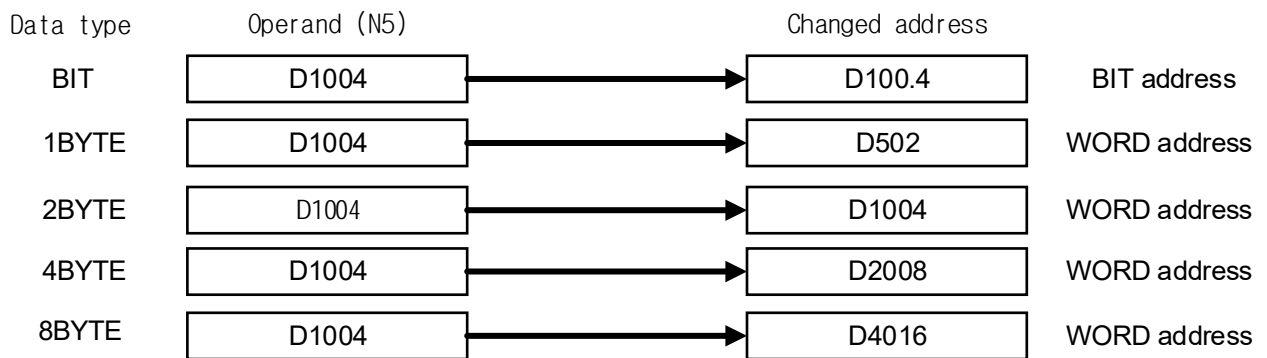 Data type Operand (N5) Changed address
BIT D1004 D100.4 BIT address
1BYTE D1004 D502 WORD address
2BYTE D1004 D1004 WORD address
4BYTE D1004 D2008 WORD address
8BYTE D1004 D4016 WORD address